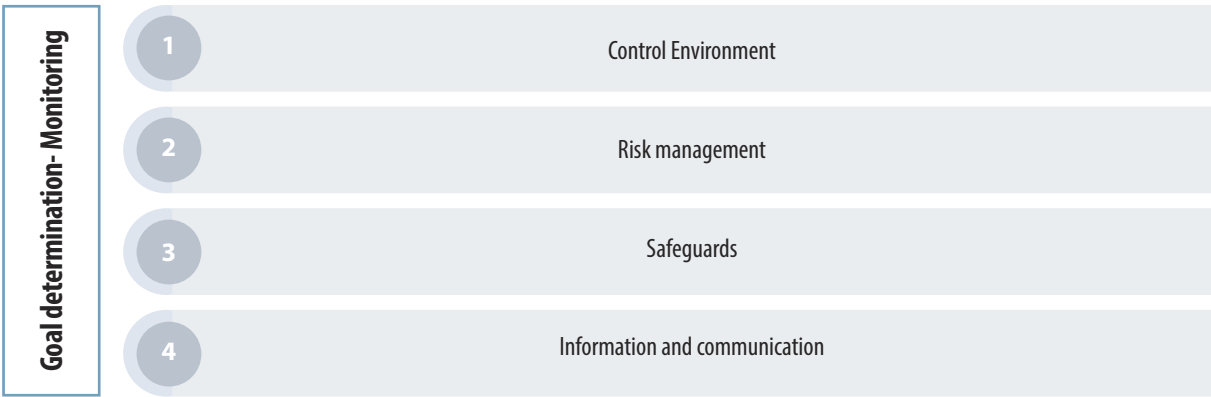 Goal determination- Monitoring
1
Control Environment
2
Risk management
3
Safeguards
4
Information and communication